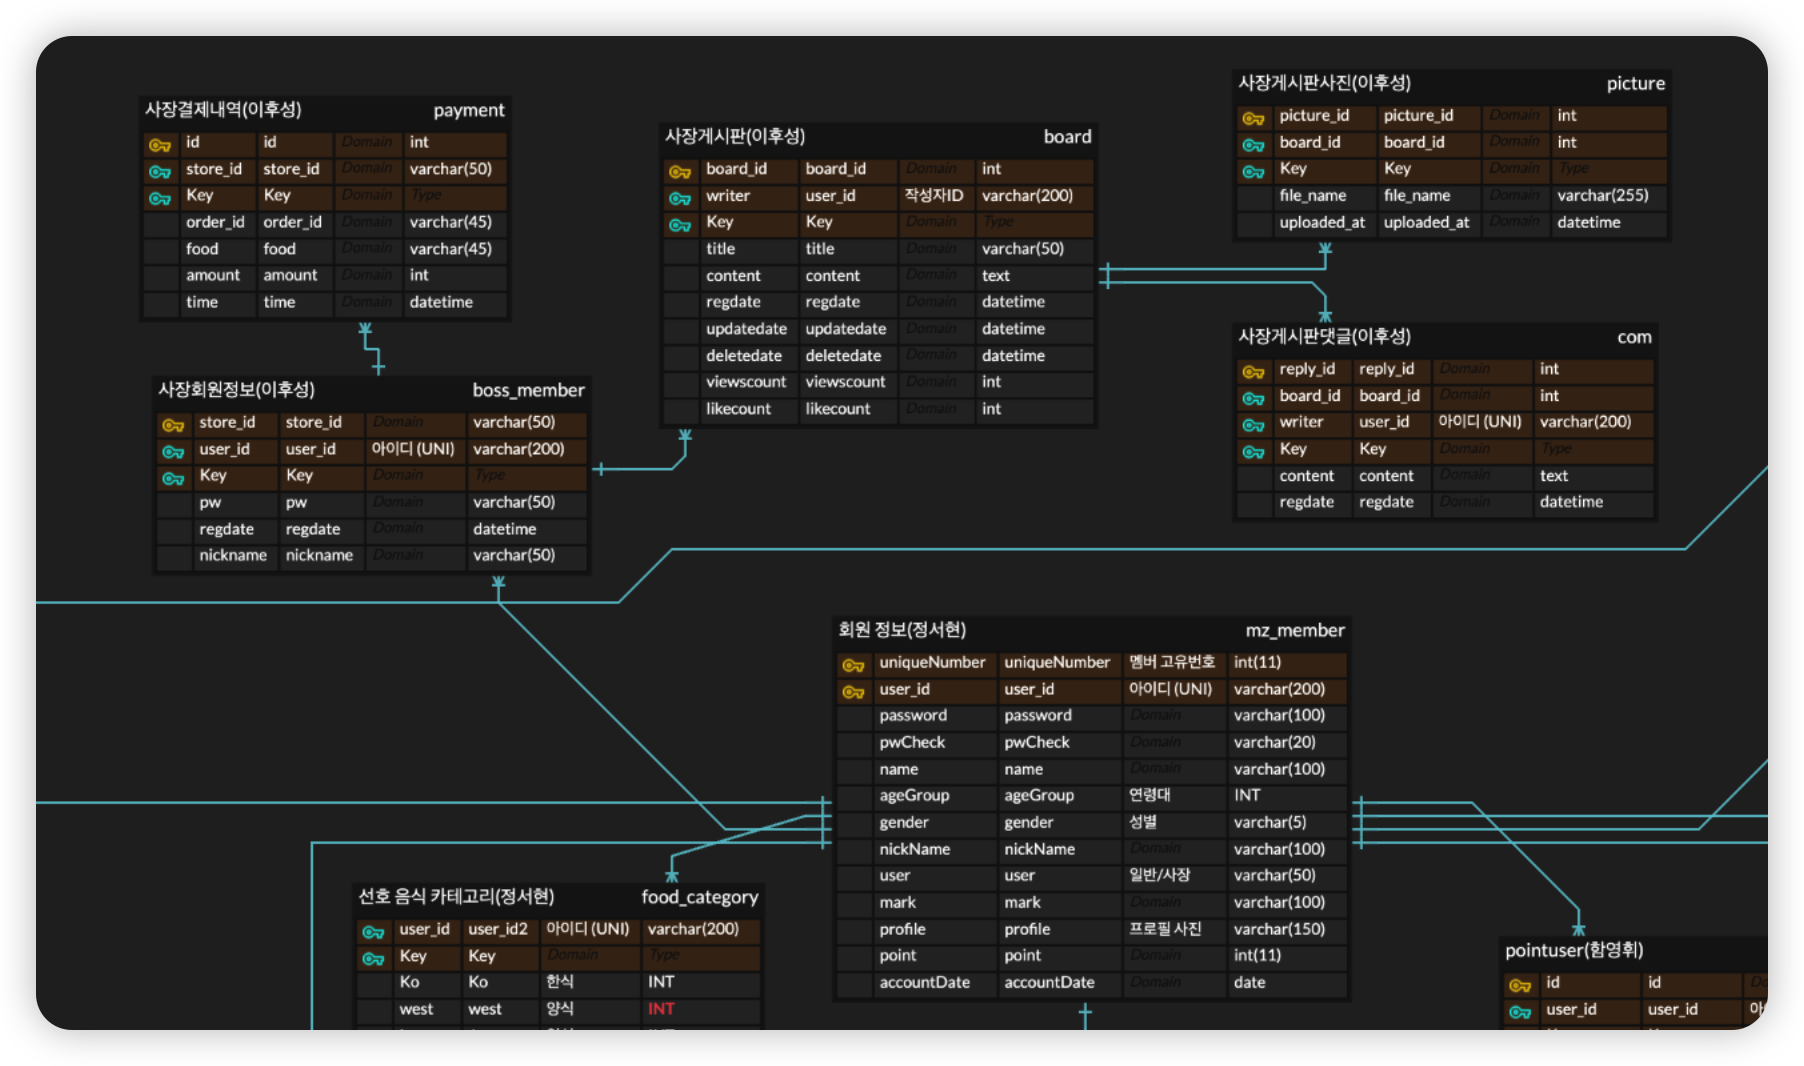 사장결제내역(이후성) payment
id id Domain int
store_id store_id Domain varchar(50)
Key Key Domain Type
order_id order_id Domain varchar(45)
food food Domain varchar(45)
amount amount Domain int
time time Domain datetime
사장회원정보(이후성) boss_member
store_id store_id Domain varchar(50)
user_id user_id 아이디 (UNI) varchar(200)
Key Key Domain Type
pw pw Domain varchar(50)
regdate regdate Domain datetime
nickname nickname Domain varchar(50)
사장게시판(이후성) board
board_id board_id Domain int
writer user_id 작성자ID varchar(200)
Key Key Domain Type
title title Domain varchar(50)
content content Domain text
regdate regdate Domain datetime
updatedate updatedate Domain datetime
deletedate deletedate Domain datetime
viewscount viewscount Domain int
likecount likecount Domain int
사장게시판사진(이후성) picture
picture_id picture_id Domain int
board_id board_id Domain int
Key Key Domain Type
file_name file_name Domain varchar(255)
uploaded_at uploaded_at Domain datetime
사장게시판댓글(이후성) com
reply_id reply_id Domain int
board_id board_id Domain int
writer user_id 아이디 (UNI) varchar(200)
Key Key Domain Type
content content Domain text
regdate regdate Domain datetime
회원 정보(정서현) mz_member
uniqueNumber uniqueNumber 멤버 고유번호 int(11)
user_id user_id 아이디 (UNI) varchar(200)
password password Domain varchar(100)
pwCheck pwCheck Domain varchar(20)
name name Domain varchar(100)
ageGroup ageGroup 연령대 INT
gender gender 성별 varchar(5)
nickName nickName Domain varchar(100)
user user 일반/사장 varchar(50)
mark mark Domain varchar(100)
profile profile 프로필 사진 varchar(150)
point point Domain int(11)
accountDate accountDate Domain date
선호 음식 카테고리(정서현) food_category
user_id user_id2 아이디 (UNI) varchar(200)
Key Key Domain Type
Ko Ko 한식 INT
west west 양식 INT
pointuser(함영휘)
id id Do
user_id user_id